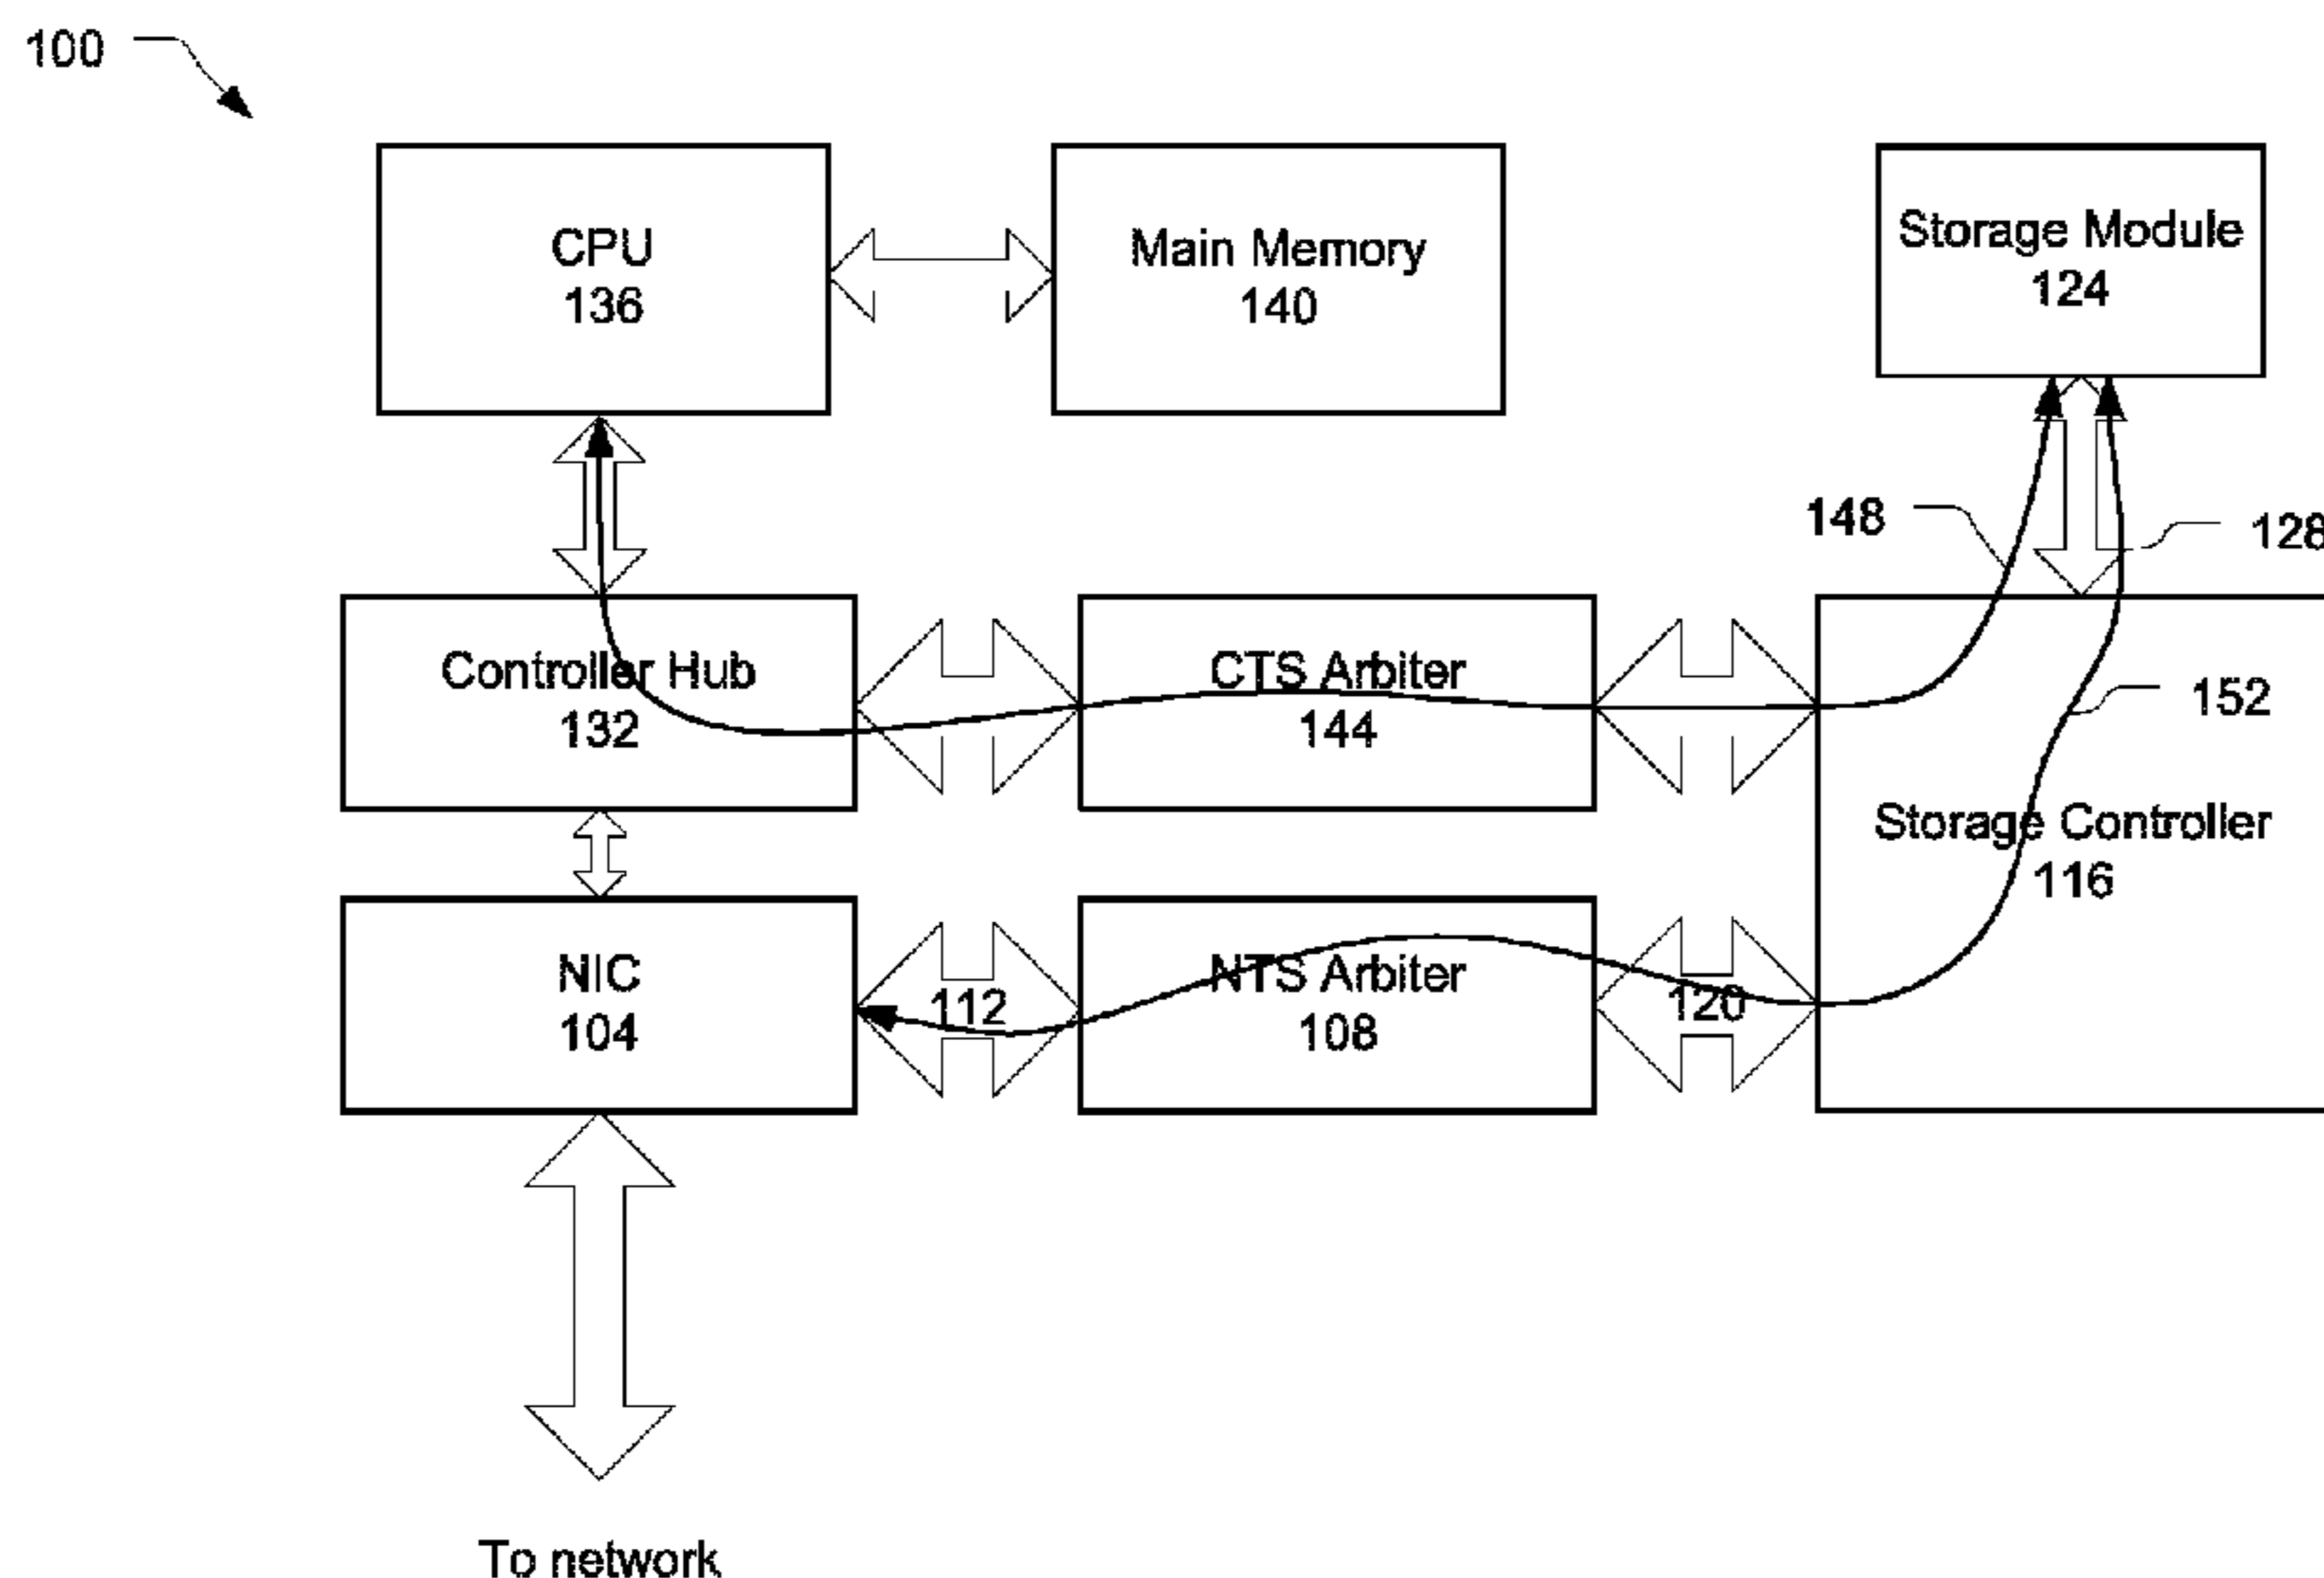 100
CPU
136
Main Memory
140
Storage Module
124
148
128
Controller Hub
132
CTS Arbiter
144
152
Storage Controller
116
NIC
104
112
NTS Arbiter
108
120
To network